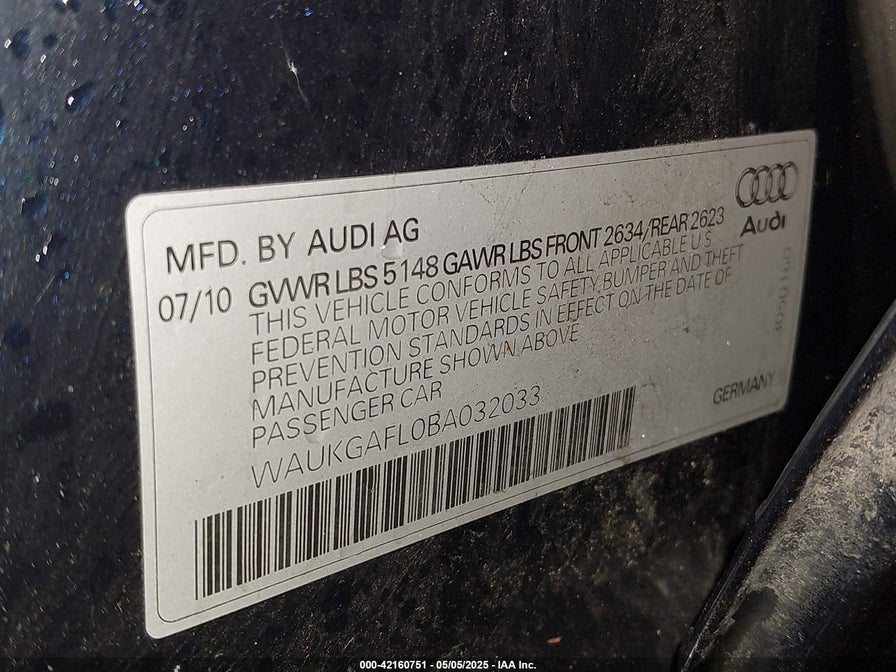 MFD. BY AUDI AG
Audi
07/10 GVWR LBS 5148 GAWR LBS FRONT 2634/REAR 2623
THIS VEHICLE CONFORMS TO ALL APPLICABLE U.S.
FEDERAL MOTOR VEHICLE SAFETY,BUMPER AND THEFT
PREVENTION STANDARDS IN EFFECT ON THE DATE OF
MANUFACTURE SHOWN ABOVE
PASSENGER CAR
WAUKGAFL0BA032033
GERMANY
000-42160751 - 05/05/2025 - IAA Inc.